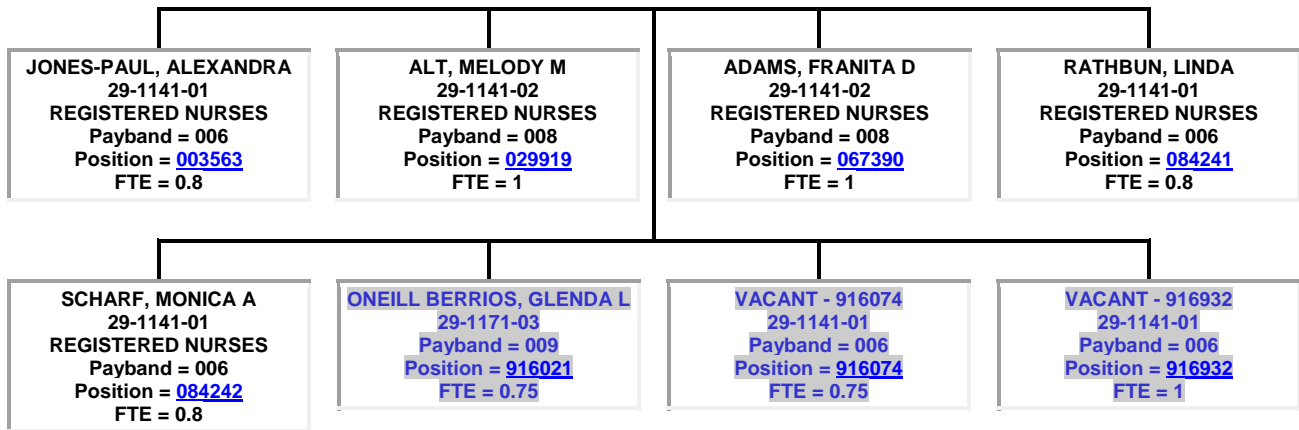 JONES-PAUL, ALEXANDRA
29-1141-01
REGISTERED NURSES
Payband = 006
Position = 003563
FTE = 0.8
ALT, MELODY M
29-1141-02
REGISTERED NURSES
Payband = 008
Position = 029919
FTE = 1
ADAMS, FRANITA D
29-1141-02
REGISTERED NURSES
Payband = 008
Position = 067390
FTE = 1
RATHBUN, LINDA
29-1141-01
REGISTERED NURSES
Payband = 006
Position = 084241
FTE = 0.8
SCHARF, MONICA A
29-1141-01
REGISTERED NURSES
Payband = 006
Position = 084242
FTE = 0.8
ONEILL BERRIOS, GLENDA L
29-1171-03
Payband = 009
Position = 916021
FTE = 0.75
VACANT - 916074
29-1141-01
Payband = 006
Position = 916074
FTE = 0.75
VACANT - 916932
29-1141-01
Payband = 006
Position = 916932
FTE = 1